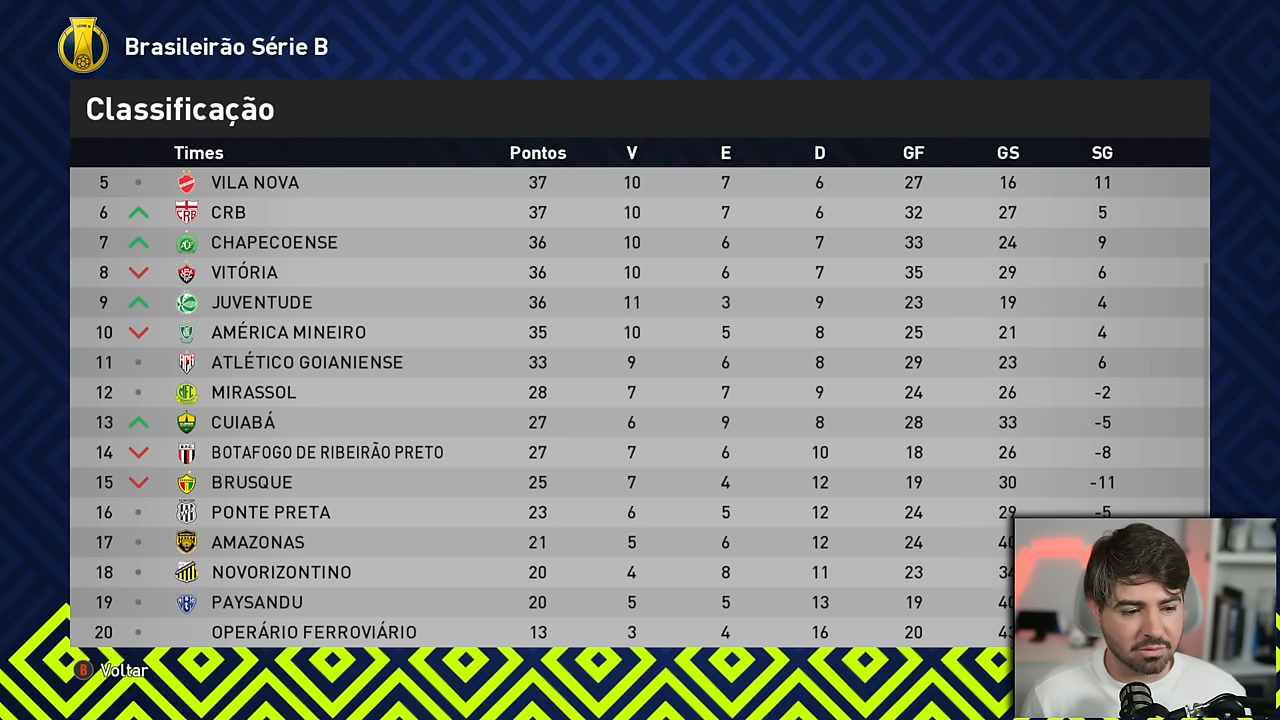 Brasileirão Série B
Classificação
Times Pontos V E D GF GS SG
5 VILA NOVA 37 10 7 6 27 16 11
6 CRB 37 10 7 6 32 27 5
7 CHAPECOENSE 36 10 6 7 33 24 9
8 VITÓRIA 36 10 6 7 35 29 6
9 JUVENTUDE 36 11 3 9 23 19 4
10 AMÉRICA MINEIRO 35 10 5 8 25 21 4
11 ATLÉTICO GOIANIENSE 33 9 6 8 29 23 6
12 MIRASSOL 28 7 7 9 24 26 -2
13 CUIABÁ 27 6 9 8 28 33 -5
14 BOTAFOGO DE RIBEIRÃO PRETO 27 7 6 10 18 26 -8
15 BRUSQUE 25 7 4 12 19 30 -11
16 PONTE PRETA 23 6 5 12 24 29 -5
17 AMAZONAS 21 5 6 12 24
18 NOVORIZONTINO 20 4 8 11 23
19 PAYSANDU 20 5 5 13 19
20 OPERÁRIO FERROVIÁRIO 13 3 4 16 20
B Voltar